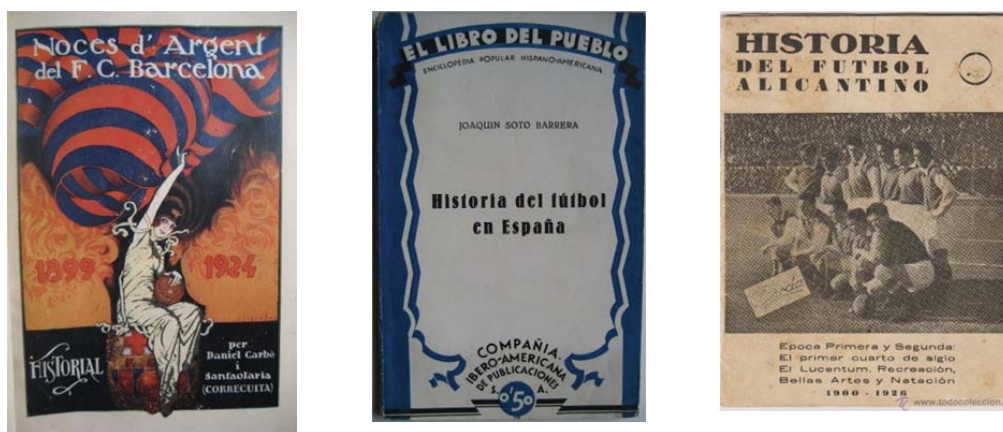 Noces d'Argent
del F. C. Barcelona
1899 1924
HISTORIAL
per
Daniel Carbó
i
Santaolaria
(CORRECUITA)
EL LIBRO DEL PUEBLO
ENCICLOPEDIA POPULAR HISPANO-AMERICANA
JOAQUIN SOTO BARRERA
Historia del fútbol
en España
COMPAÑIA
IBERO-AMERICANA
DE PUBLICACIONES
S. A.
0'50
HISTORIA
DEL FUTBOL
ALICANTINO
Epoca Primera y Segunda:
El primer cuarto de siglo
El Lucentum, Recreación,
Bellas Artes y Natación
1900 - 1926
www.todocoleccion.